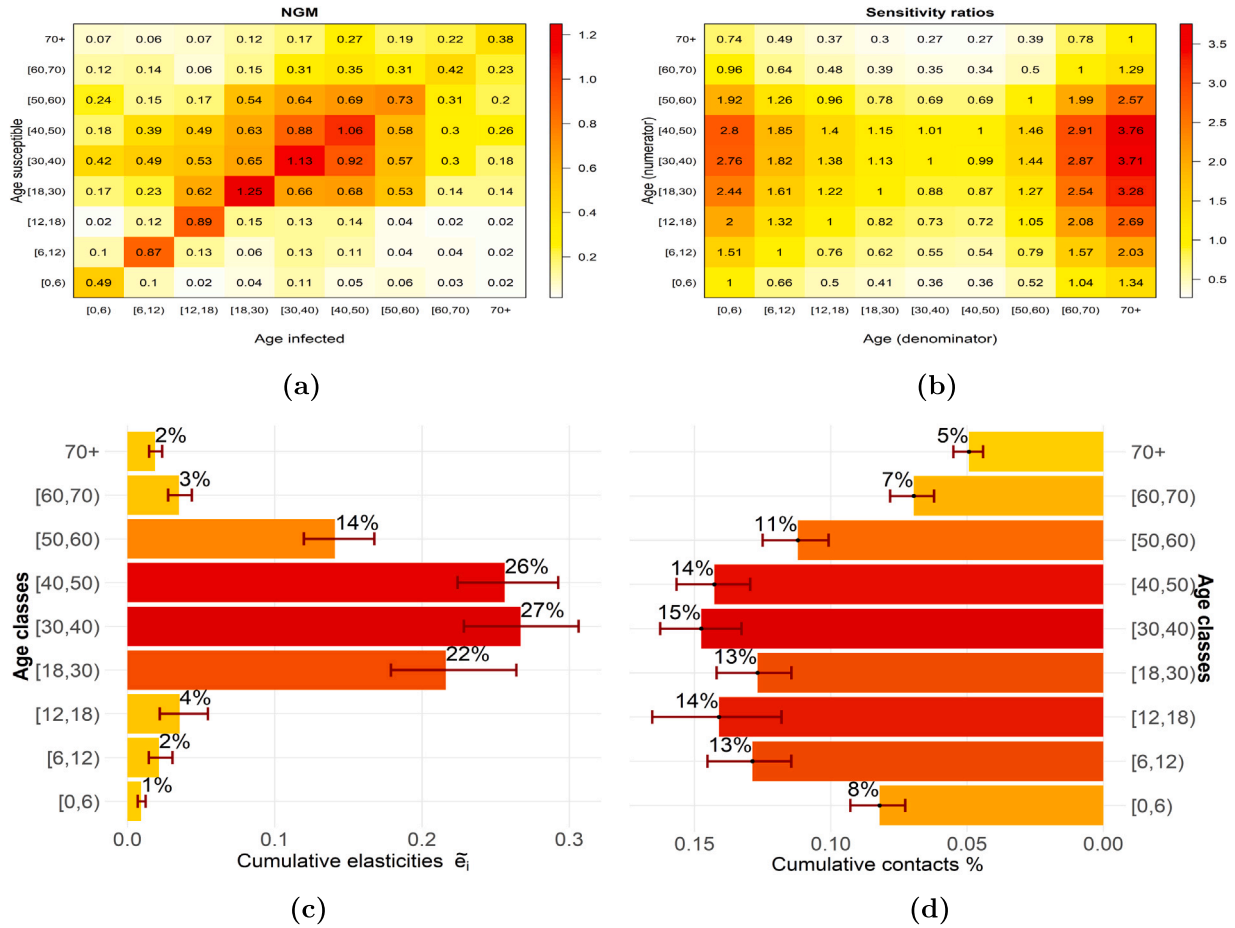 NGM
70+ 0.07 0.06 0.07 0.12 0.17 0.27 0.19 0.22 0.38
[60,70) 0.12 0.14 0.06 0.15 0.31 0.35 0.31 0.42 0.23
[50,60) 0.24 0.15 0.17 0.54 0.64 0.69 0.73 0.31 0.2
[40,50) 0.18 0.39 0.49 0.63 0.88 1.06 0.58 0.3 0.26
[30,40) 0.42 0.49 0.53 0.65 1.13 0.92 0.57 0.3 0.18
[18,30) 0.17 0.23 0.62 1.25 0.66 0.68 0.53 0.14 0.14
[12,18) 0.02 0.12 0.89 0.15 0.13 0.14 0.04 0.02 0.02
[6,12) 0.1 0.87 0.13 0.06 0.13 0.11 0.04 0.04 0.02
[0,6) 0.49 0.1 0.02 0.04 0.11 0.05 0.06 0.03 0.02
[0,6) [6,12) [12,18) [18,30) [30,40) [40,50) [50,60) [60,70) 70+
Age susceptible
Age infected
1.2
1.0
0.8
0.6
0.4
0.2
(a)
Sensitivity ratios
70+ 0.74 0.49 0.37 0.3 0.27 0.27 0.39 0.78 1
[60,70) 0.96 0.64 0.48 0.39 0.35 0.34 0.5 1 1.29
[50,60) 1.92 1.26 0.96 0.78 0.69 0.69 1 1.99 2.57
[40,50) 2.8 1.85 1.4 1.15 1.01 1 1.46 2.91 3.76
[30,40) 2.76 1.82 1.38 1.13 1 0.99 1.44 2.87 3.71
[18,30) 2.44 1.61 1.22 1 0.88 0.87 1.27 2.54 3.28
[12,18) 2 1.32 1 0.82 0.73 0.72 1.05 2.08 2.69
[6,12) 1.51 1 0.76 0.62 0.55 0.54 0.79 1.57 2.03
[0,6) 1 0.66 0.5 0.41 0.36 0.36 0.52 1.04 1.34
[0,6) [6,12) [12,18) [18,30) [30,40) [40,50) [50,60) [60,70) 70+
Age (numerator)
Age (denominator)
3.5
3.0
2.5
2.0
1.5
1.0
0.5
(b)
Age classes
70+ 2%
[60,70) 3%
[50,60) 14%
[40,50) 26%
[30,40) 27%
[18,30) 22%
[12,18) 4%
[6,12) 2%
[0,6) 1%
0.0 0.1 0.2 0.3
Cumulative elasticities ẽi
(c)
5% 70+
7% [60,70)
11% [50,60)
14% [40,50)
15% [30,40)
13% [18,30)
14% [12,18)
13% [6,12)
8% [0,6)
Age classes
0.15 0.10 0.05 0.00
Cumulative contacts %
(d)